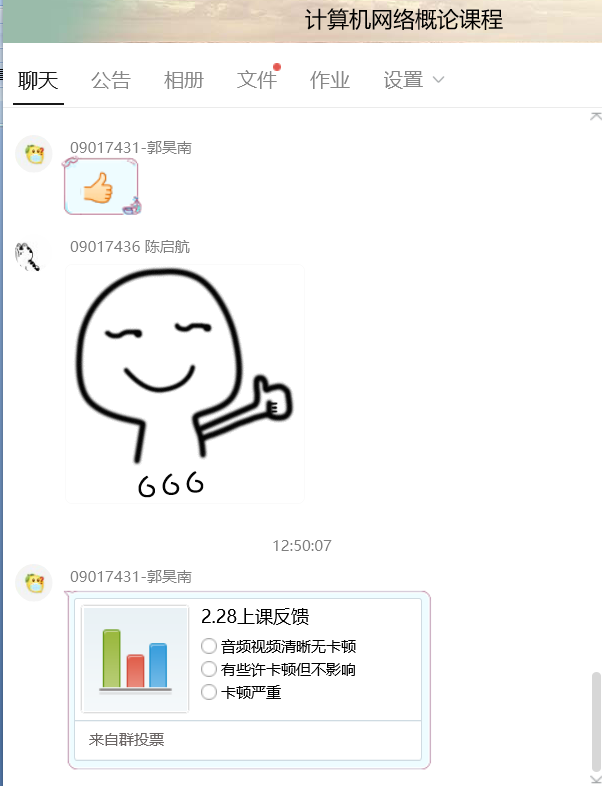 计算机网络概论课程
聊天 公告 相册 文件 作业 设置
09017431-郭昊南
09017436 陈启航
666
12:50:07
09017431-郭昊南
2.28上课反馈
音频视频清晰无卡顿
有些许卡顿但不影响
卡顿严重
来自群投票